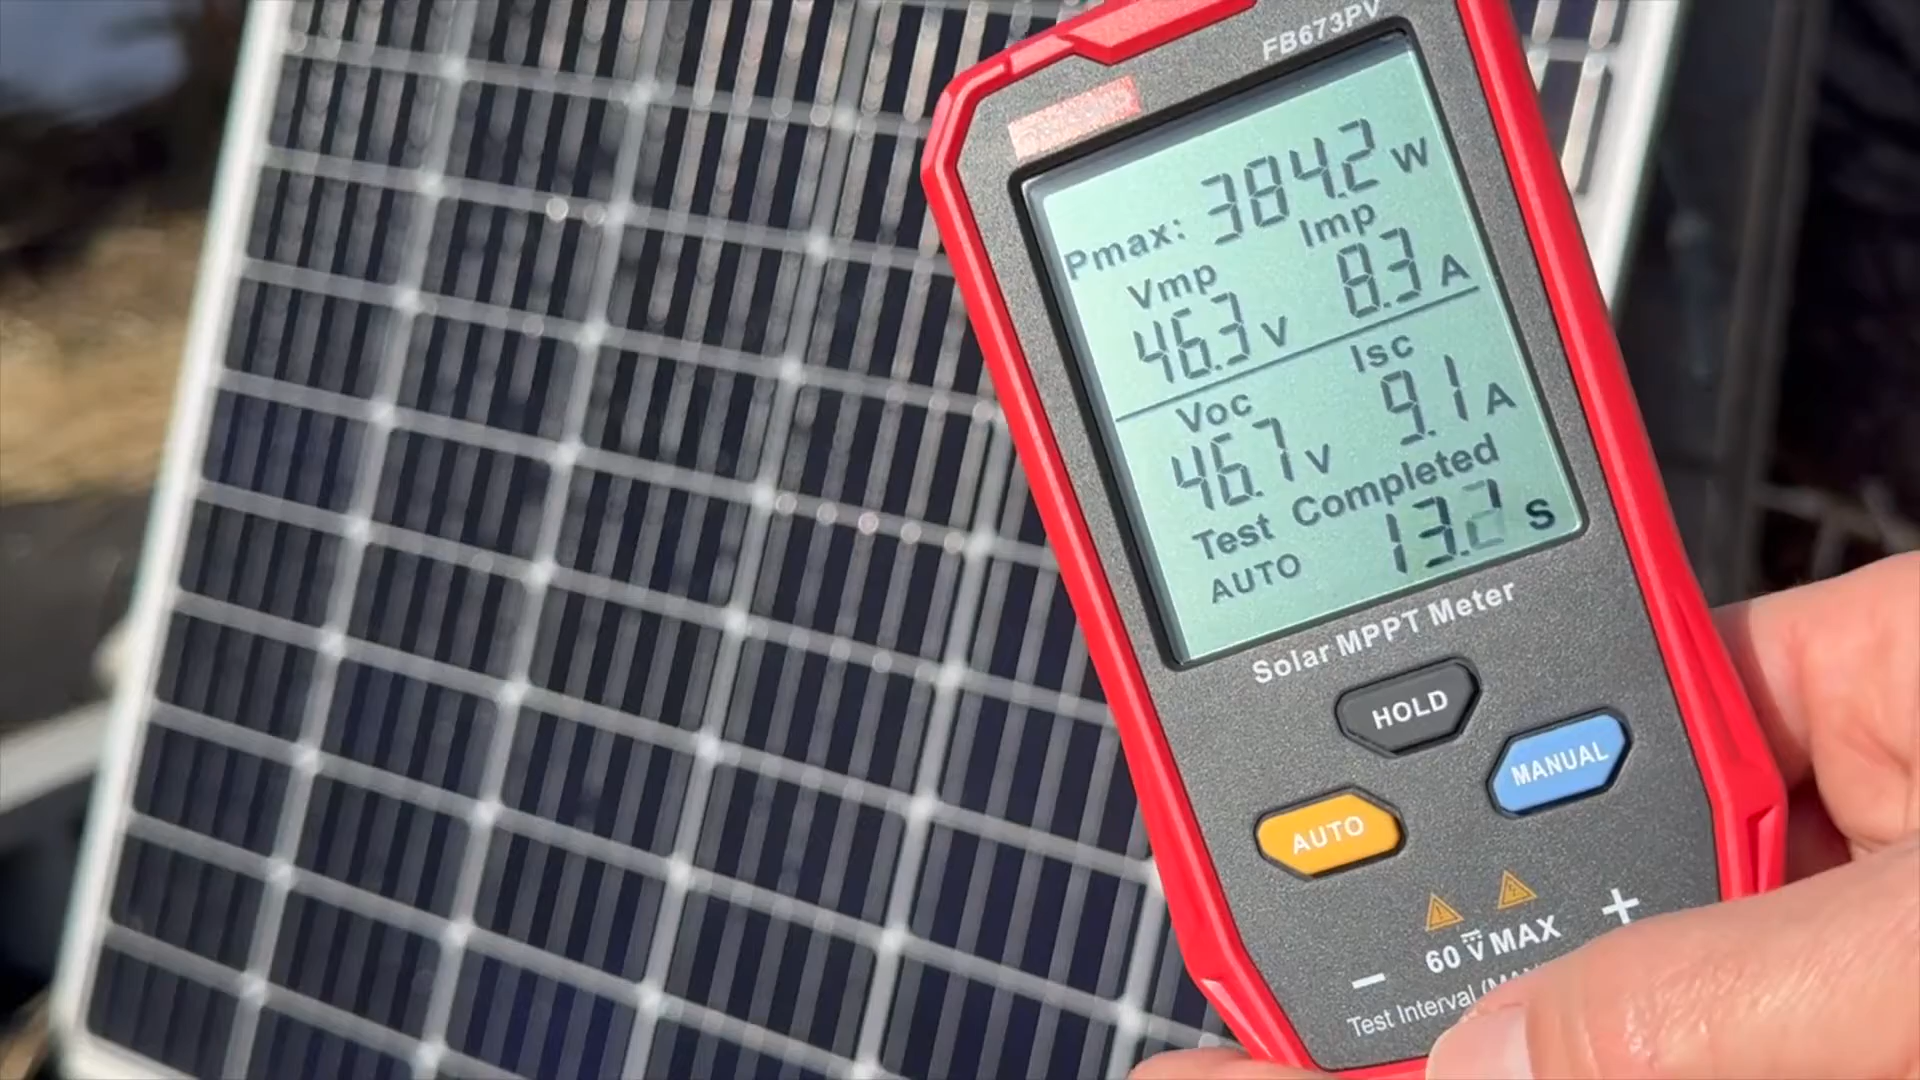 FB673PV
Pmax: 384.2 W
Vmp Imp
46.3 V 8.3 A
Voc Isc
46.7 V 9.1 A
Test Completed
AUTO 13.2 S
Solar MPPT Meter
HOLD
MANUAL
AUTO
60 V MAX
- +
Test Interval